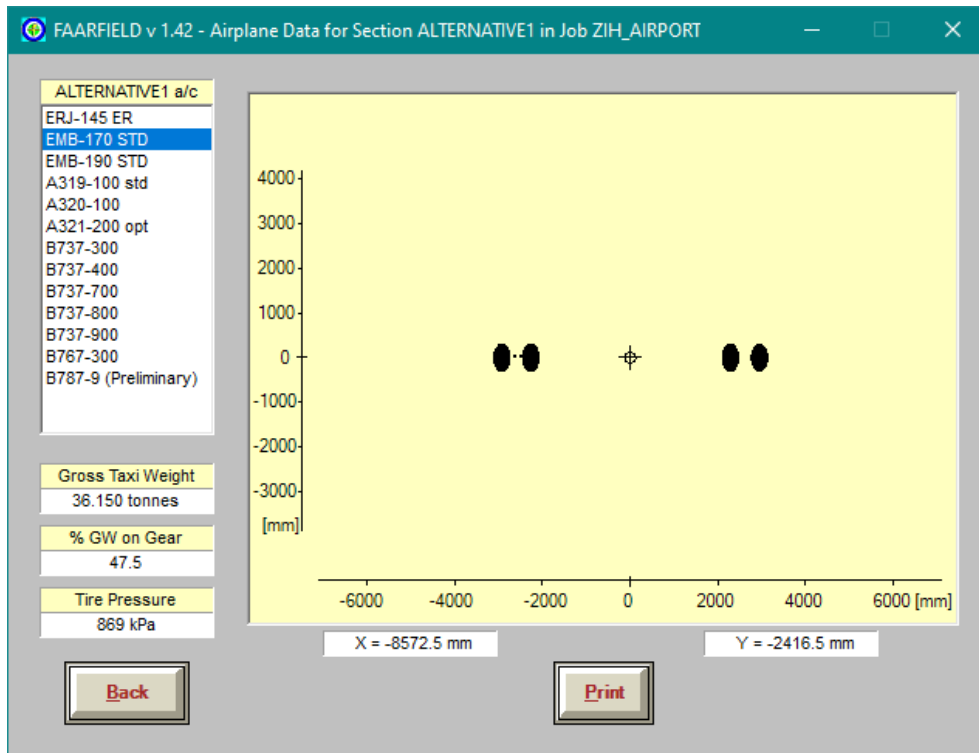 FAARFIELD v 1.42 - Airplane Data for Section ALTERNATIVE1 in Job ZIH_AIRPORT
ALTERNATIVE1 a/c
ERJ-145 ER
EMB-170 STD
EMB-190 STD
A319-100 std
A320-100
A321-200 opt
B737-300
B737-400
B737-700
B737-800
B737-900
B767-300
B787-9 (Preliminary)
Gross Taxi Weight
36.150 tonnes
% GW on Gear
47.5
Tire Pressure
869 kPa
4000
3000
2000
1000
0
-1000
-2000
-3000
[mm]
-6000 -4000 -2000 0 2000 4000 6000 [mm]
X = -8572.5 mm
Y = -2416.5 mm
Back
Print